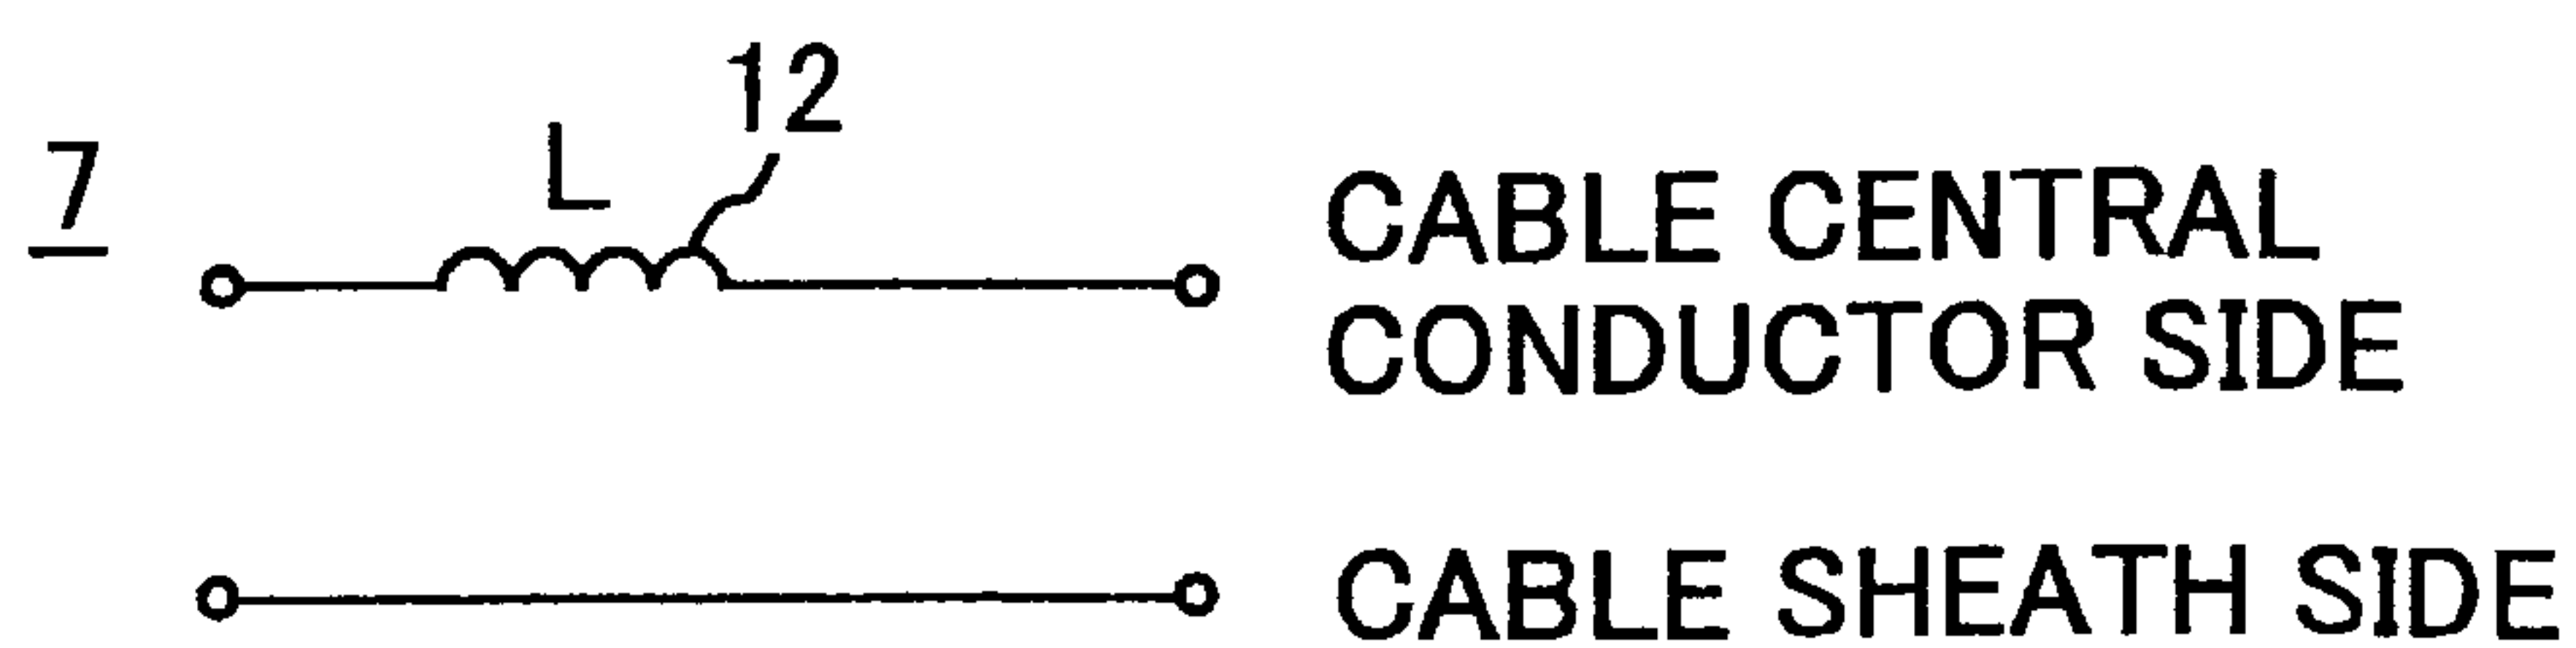 12
L
7
CABLE CENTRAL
CONDUCTOR SIDE
CABLE SHEATH SIDE